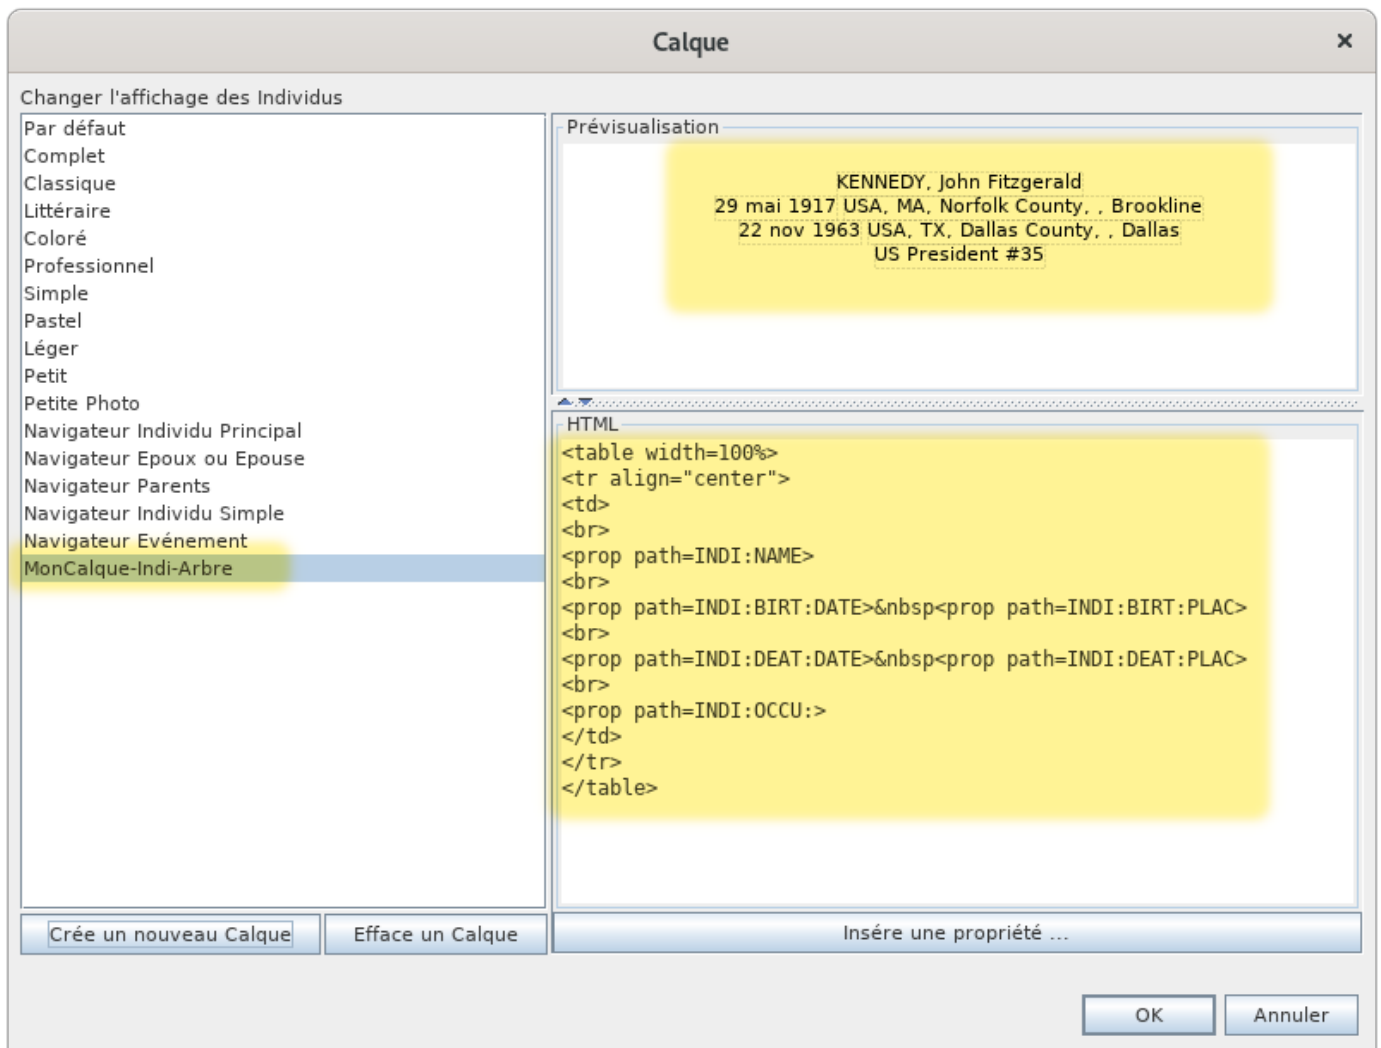 Calque
Changer l'affichage des Individus
Par défaut
Complet
Classique
Littéraire
Coloré
Professionnel
Simple
Pastel
Léger
Petit
Petite Photo
Navigateur Individu Principal
Navigateur Epoux ou Epouse
Navigateur Parents
Navigateur Individu Simple
Navigateur Evénement
MonCalque-Indi-Arbre
Crée un nouveau Calque
Efface un Calque
Prévisualisation
KENNEDY, John Fitzgerald
29 mai 1917 USA, MA, Norfolk County, , Brookline
22 nov 1963 USA, TX, Dallas County, , Dallas
US President #35
HTML
<table width=100%>
<tr align="center">
<td>
<br>
<prop path=INDI:NAME>
<br>
<prop path=INDI:BIRT:DATE>&nbsp<prop path=INDI:BIRT:PLAC>
<br>
<prop path=INDI:DEAT:DATE>&nbsp<prop path=INDI:DEAT:PLAC>
<br>
<prop path=INDI:OCCU:>
</td>
</tr>
</table>
Insére une propriété ...
OK
Annuler